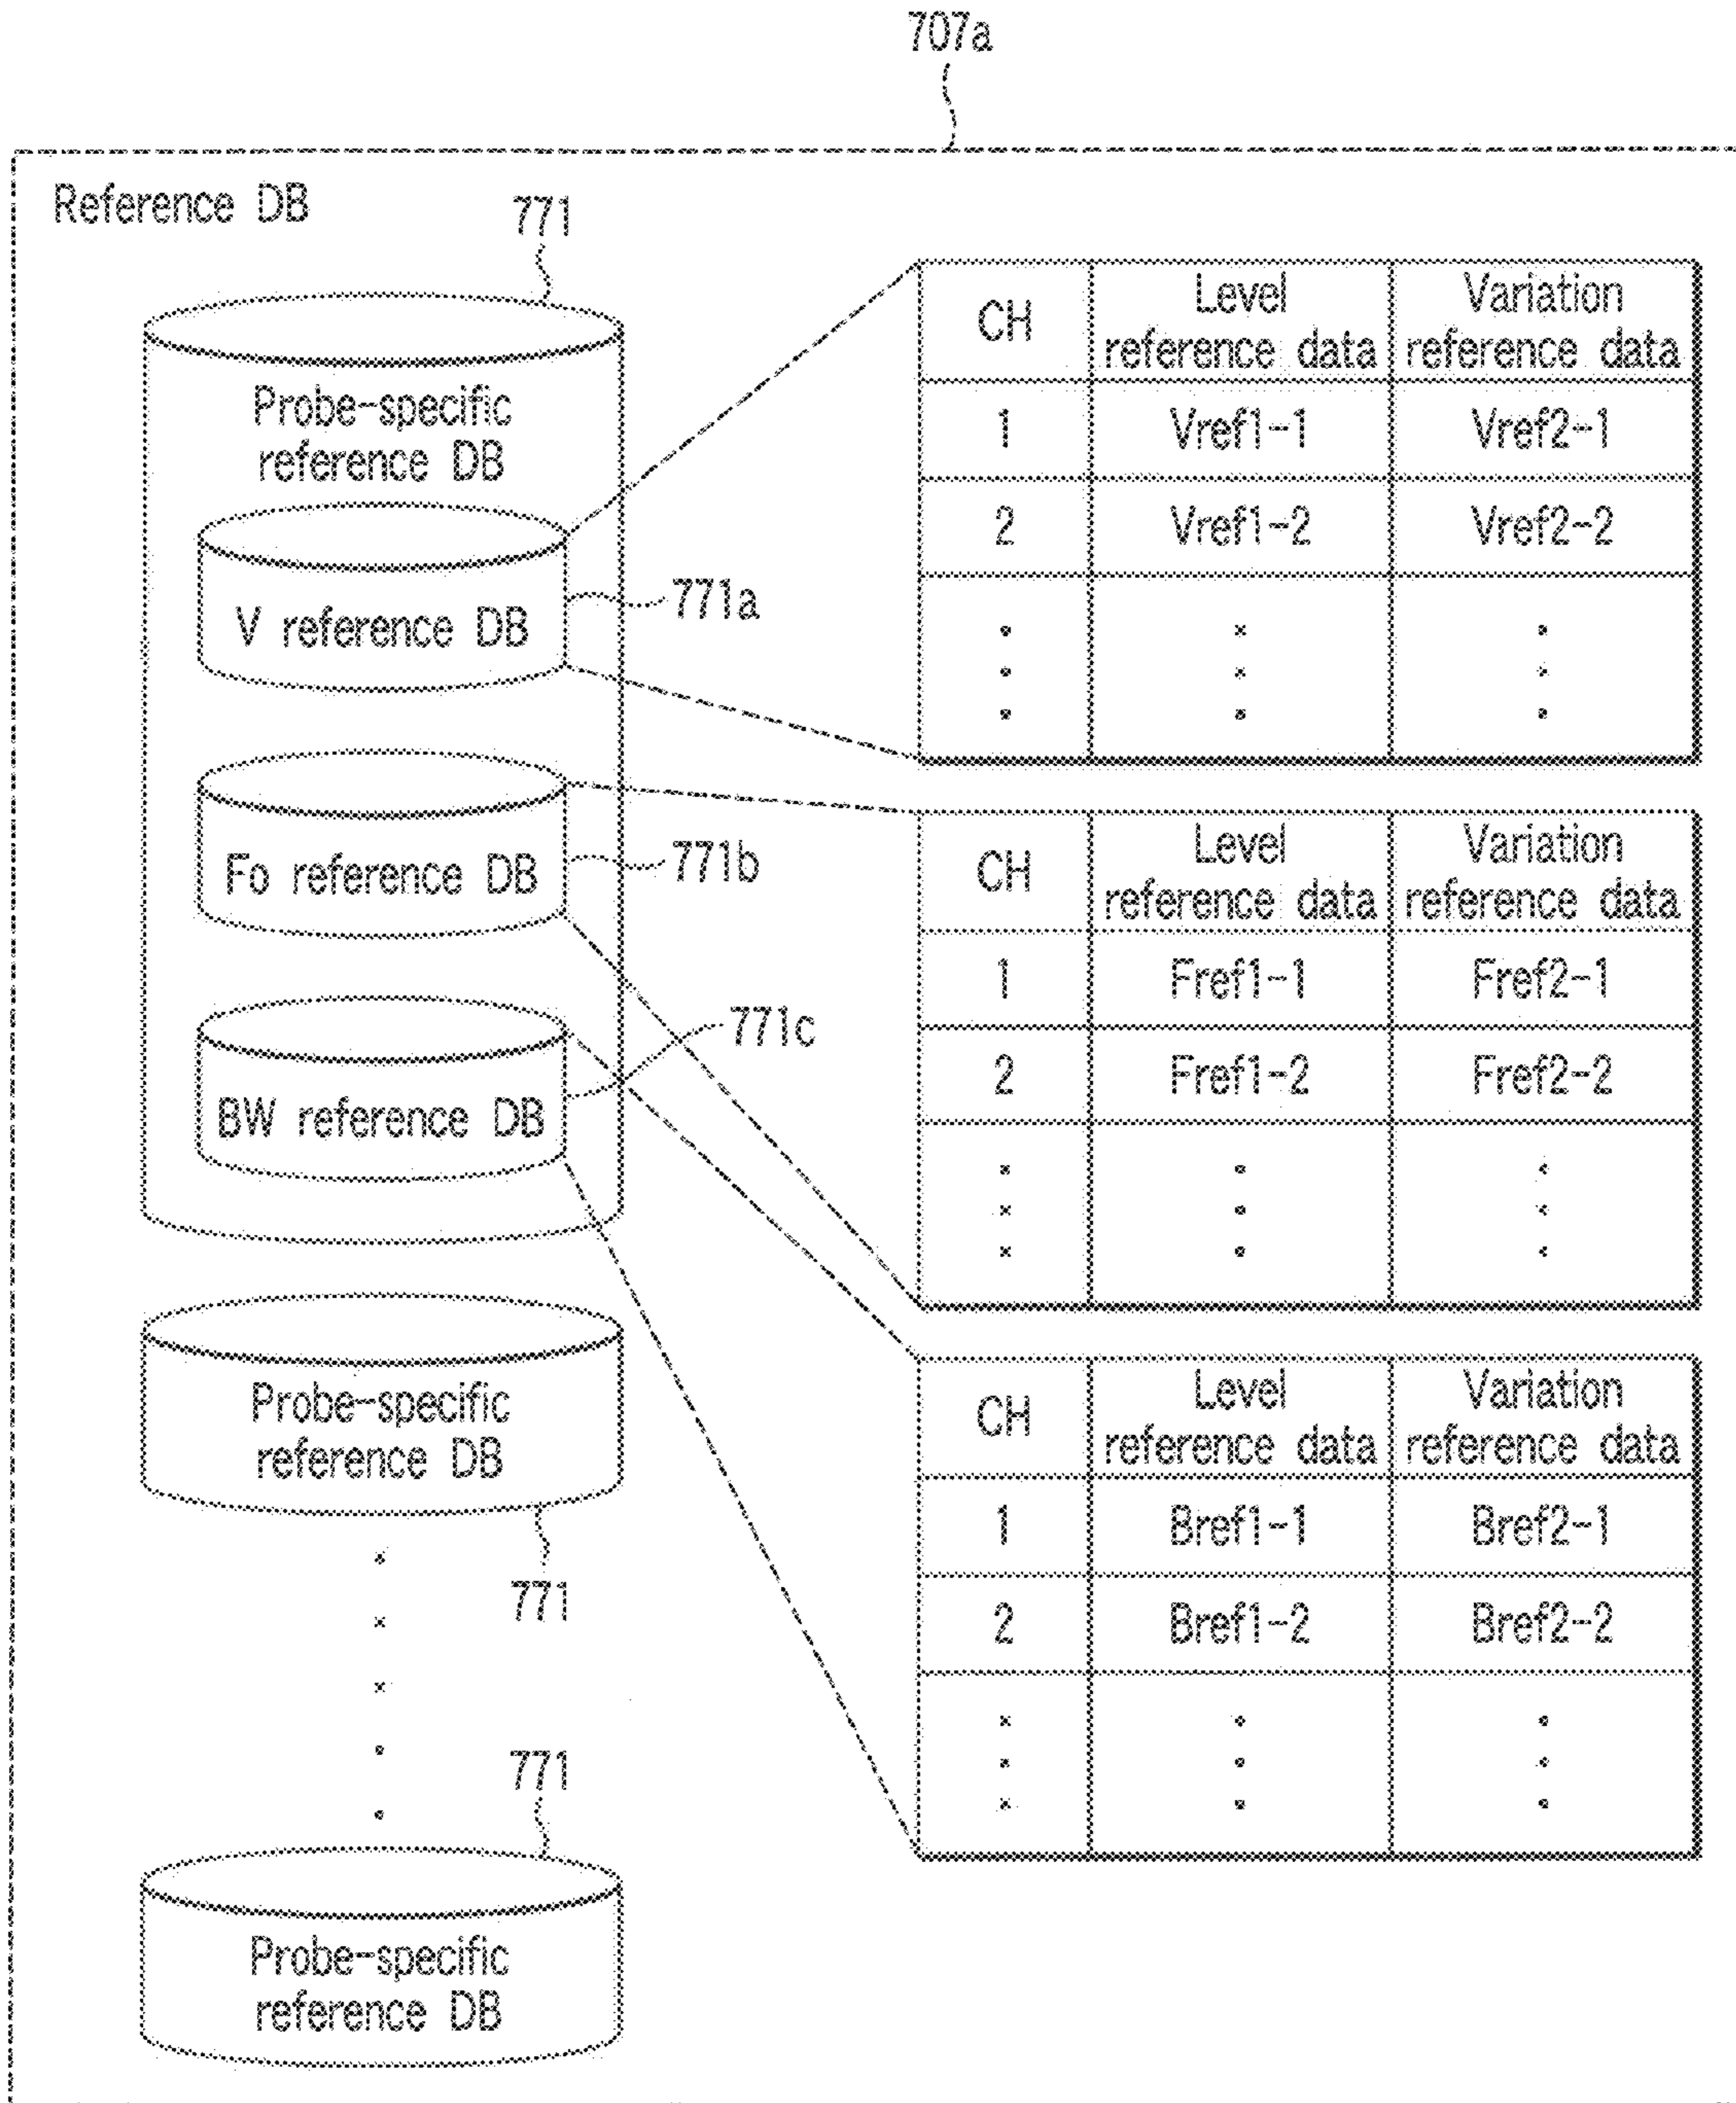 707a
Reference DB
771
Probe-specific
reference DB
V reference DB
771a
Fo reference DB
771b
BW reference DB
771c
Probe-specific
reference DB
771
771
Probe-specific
reference DB
CH
Level
reference data
Variation
reference data
1
Vref1-1
Vref2-1
2
Vref1-2
Vref2-2
CH
Level
reference data
Variation
reference data
1
Fref1-1
Fref2-1
2
Fref1-2
Fref2-2
CH
Level
reference data
Variation
reference data
1
Bref1-1
Bref2-1
2
Bref1-2
Bref2-2